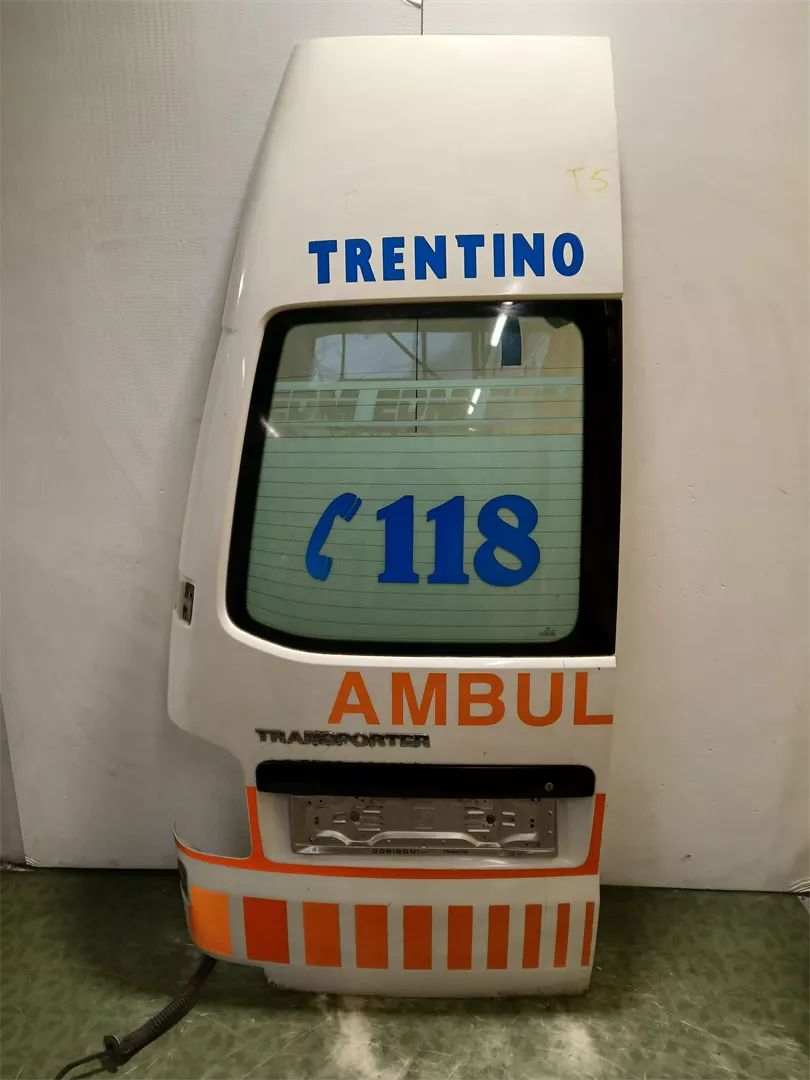 T5
TRENTINO
118
AMBUL
TRANSPORTER